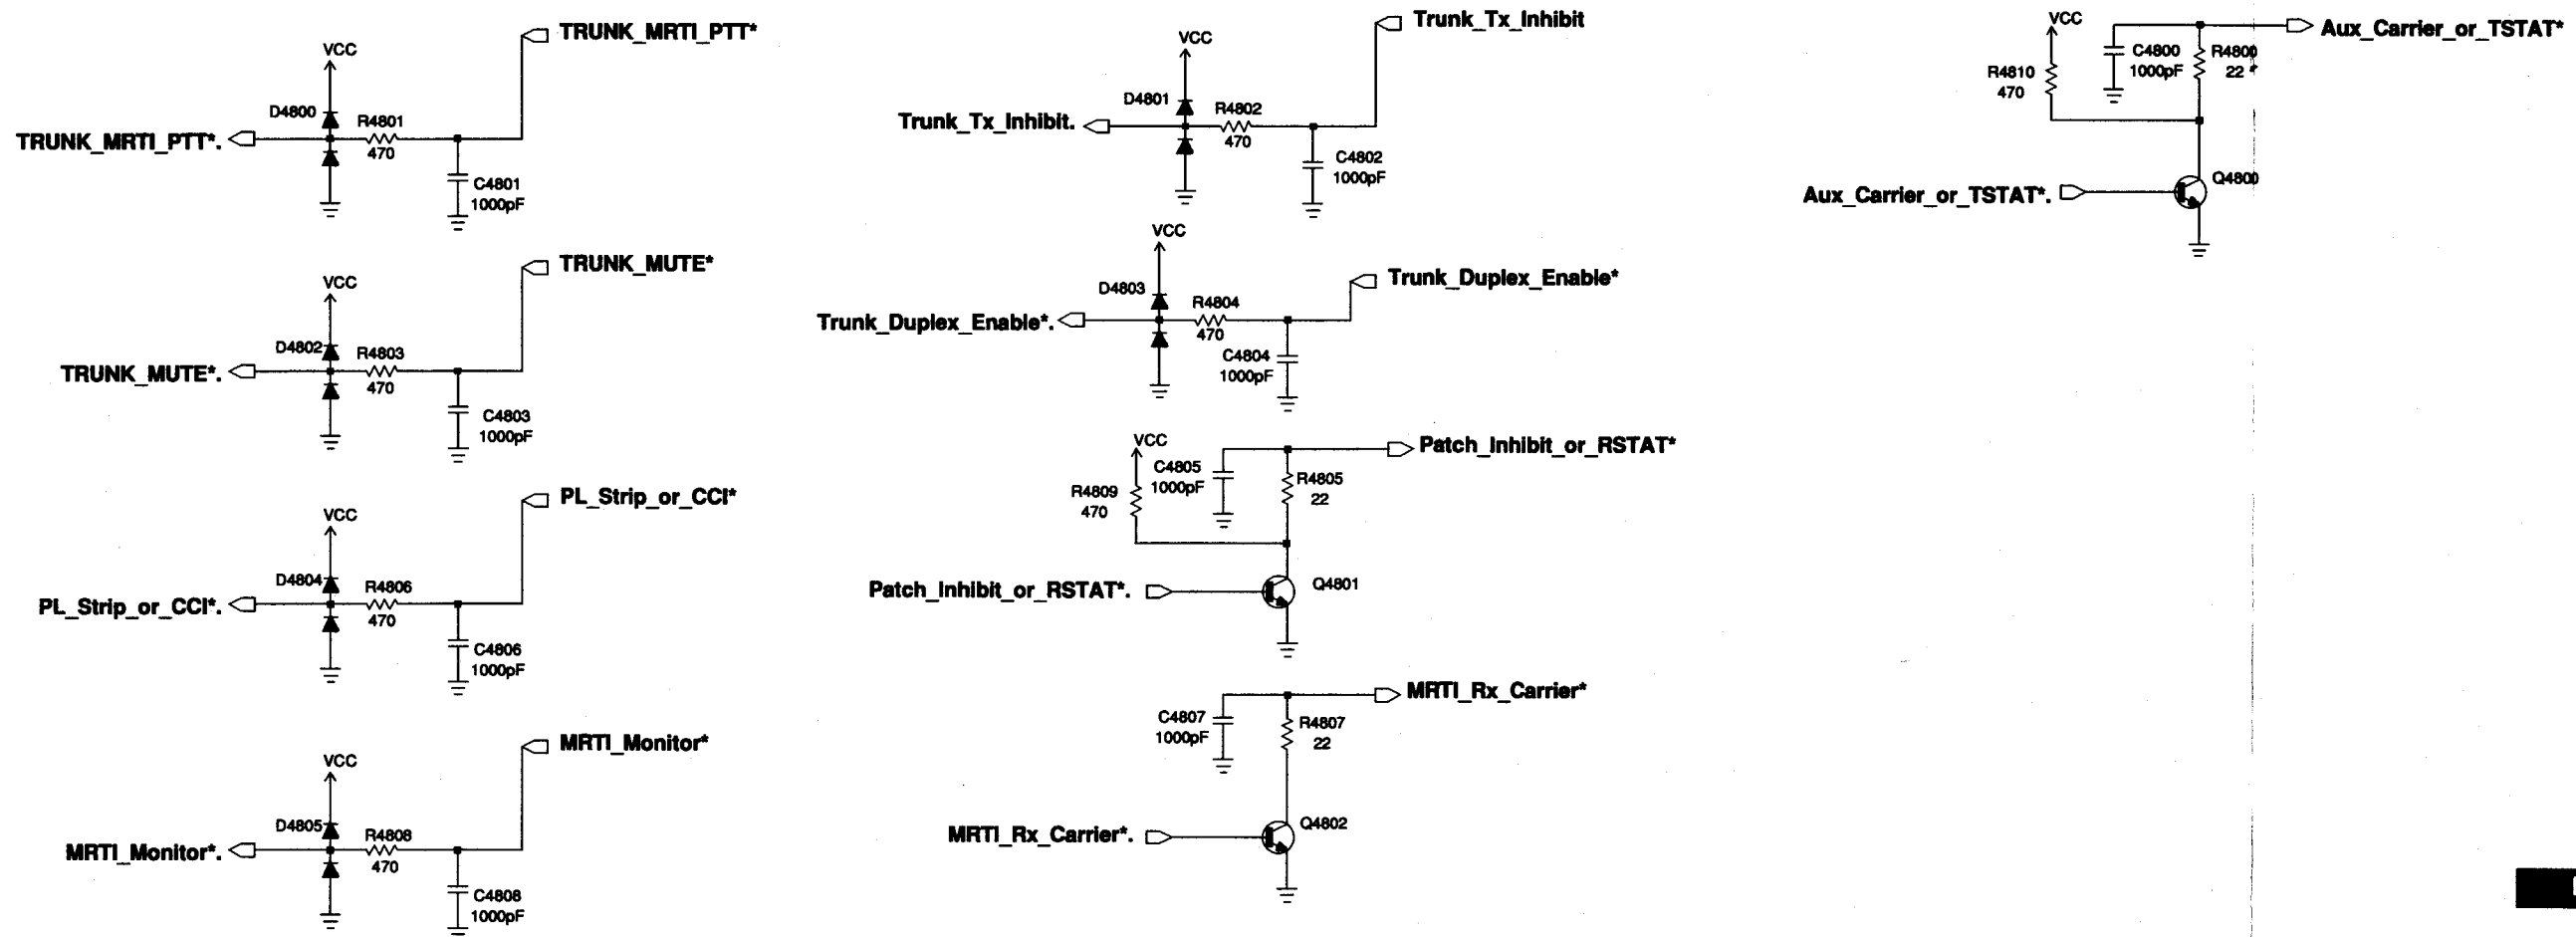 TRUNK_MRTI_PTT*
VCC
D4800
R4801
TRUNK_MRTI_PTT*.
470
C4801
1000pF
TRUNK_MUTE*
VCC
D4802
R4803
TRUNK_MUTE*.
470
C4803
1000pF
PL_Strip_or_CCI*
VCC
D4804
R4806
PL_Strip_or_CCI*.
470
C4806
1000pF
MRTI_Monitor*
VCC
D4805
R4808
MRTI_Monitor*.
470
C4808
1000pF
Trunk_Tx_Inhibit
VCC
D4801
R4802
Trunk_Tx_Inhibit.
470
C4802
1000pF
VCC
Trunk_Duplex_Enable*
D4803
R4804
Trunk_Duplex_Enable*.
470
C4804
1000pF
VCC
Patch_Inhibit_or_RSTAT*
C4805
1000pF
R4805
22
R4809
470
Patch_Inhibit_or_RSTAT*.
Q4801
MRTI_Rx_Carrier*
C4807
1000pF
R4807
22
MRTI_Rx_Carrier*.
Q4802
VCC
Aux_Carrier_or_TSTAT*
C4800
1000pF
22
R4810
470
Q4800
Aux_Carrier_or_TSTAT*.